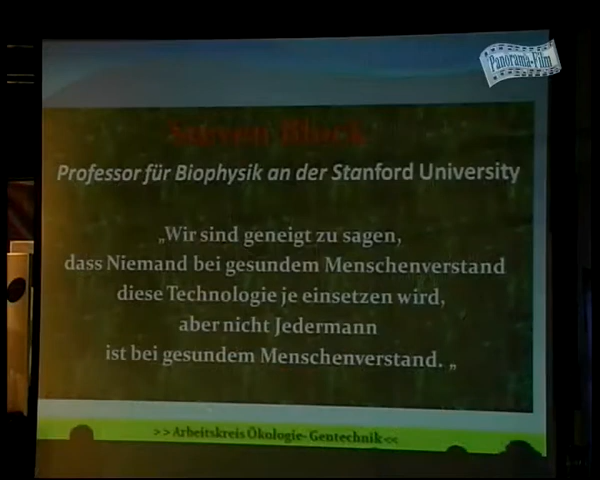 Panorama-Film
Steven Block
Professor für Biophysik an der Stanford University
„Wir sind geneigt zu sagen,
dass Niemand bei gesundem Menschenverstand
diese Technologie je einsetzen wird,
aber nicht Jedermann
ist bei gesundem Menschenverstand. „
>>Arbeitskreis Ökologie-Gentechnik<<